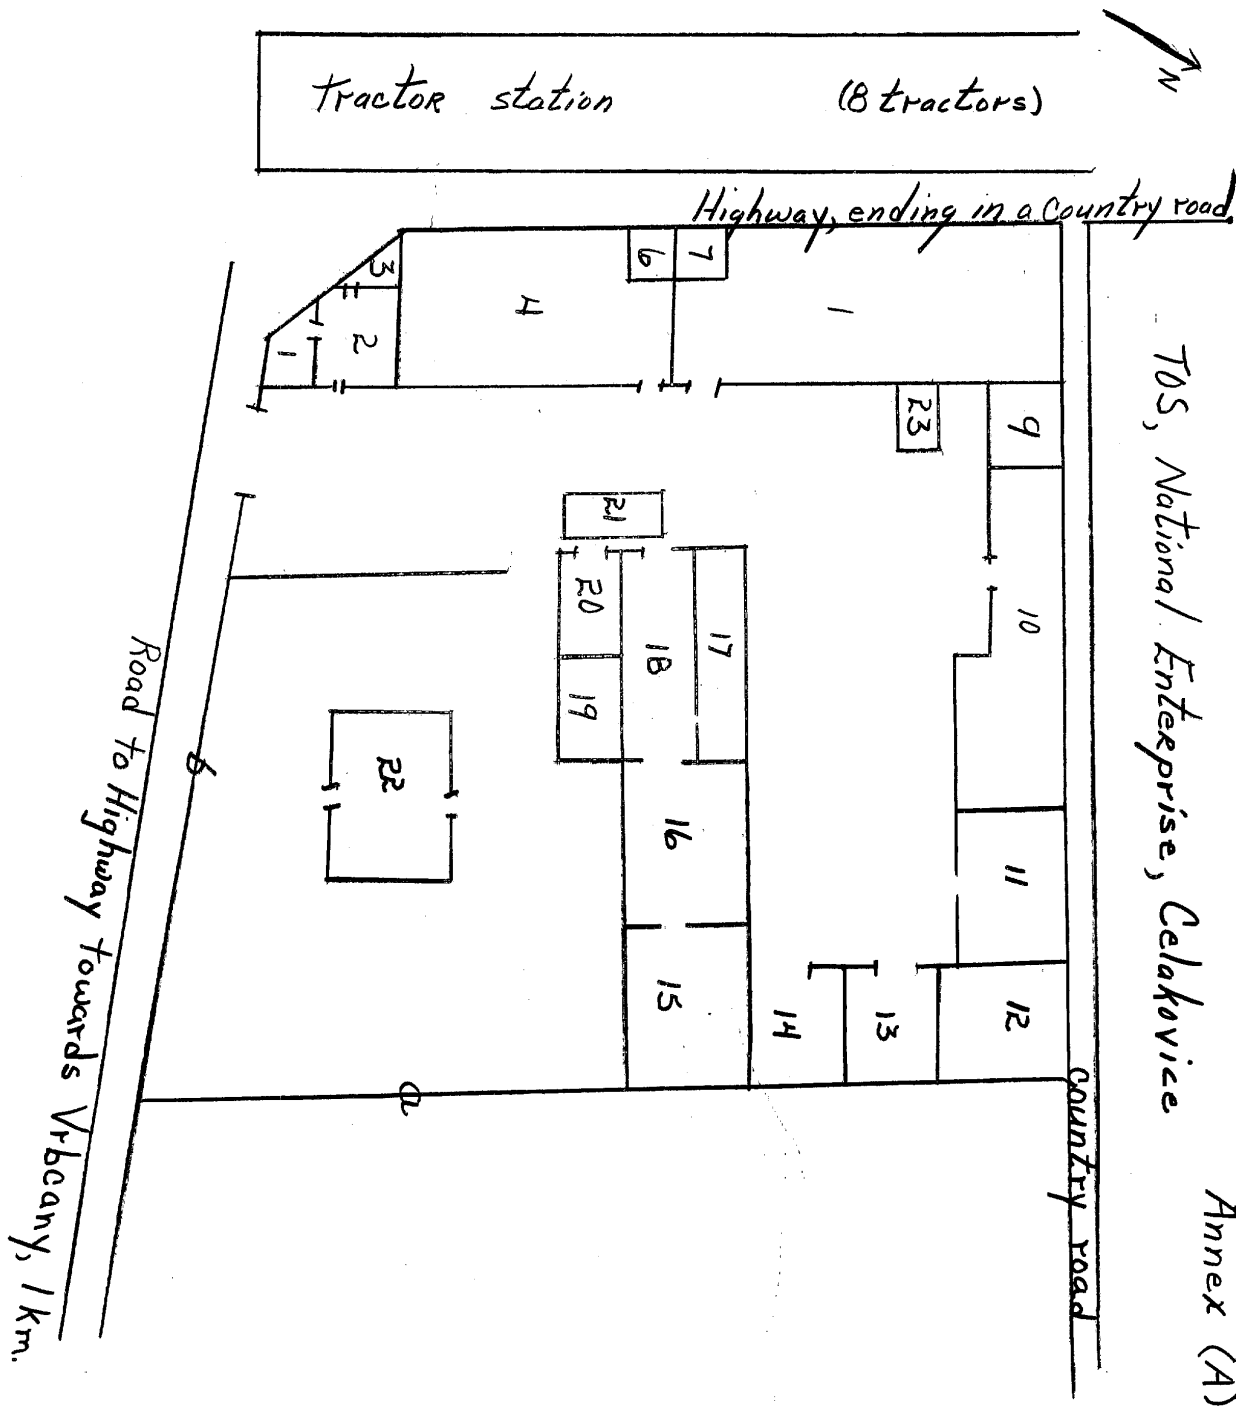 N
Tractor station (8 tractors)
Highway, ending in a Country road
TOS, National Enterprise, Celakovice
Annex (A)
3
6
7
4
1
2
1
23
9
21
20
18
17
10
19
22
16
11
15
14
13
12
b
a
Country road
Road to Highway towards Vrbcany, 1 km.